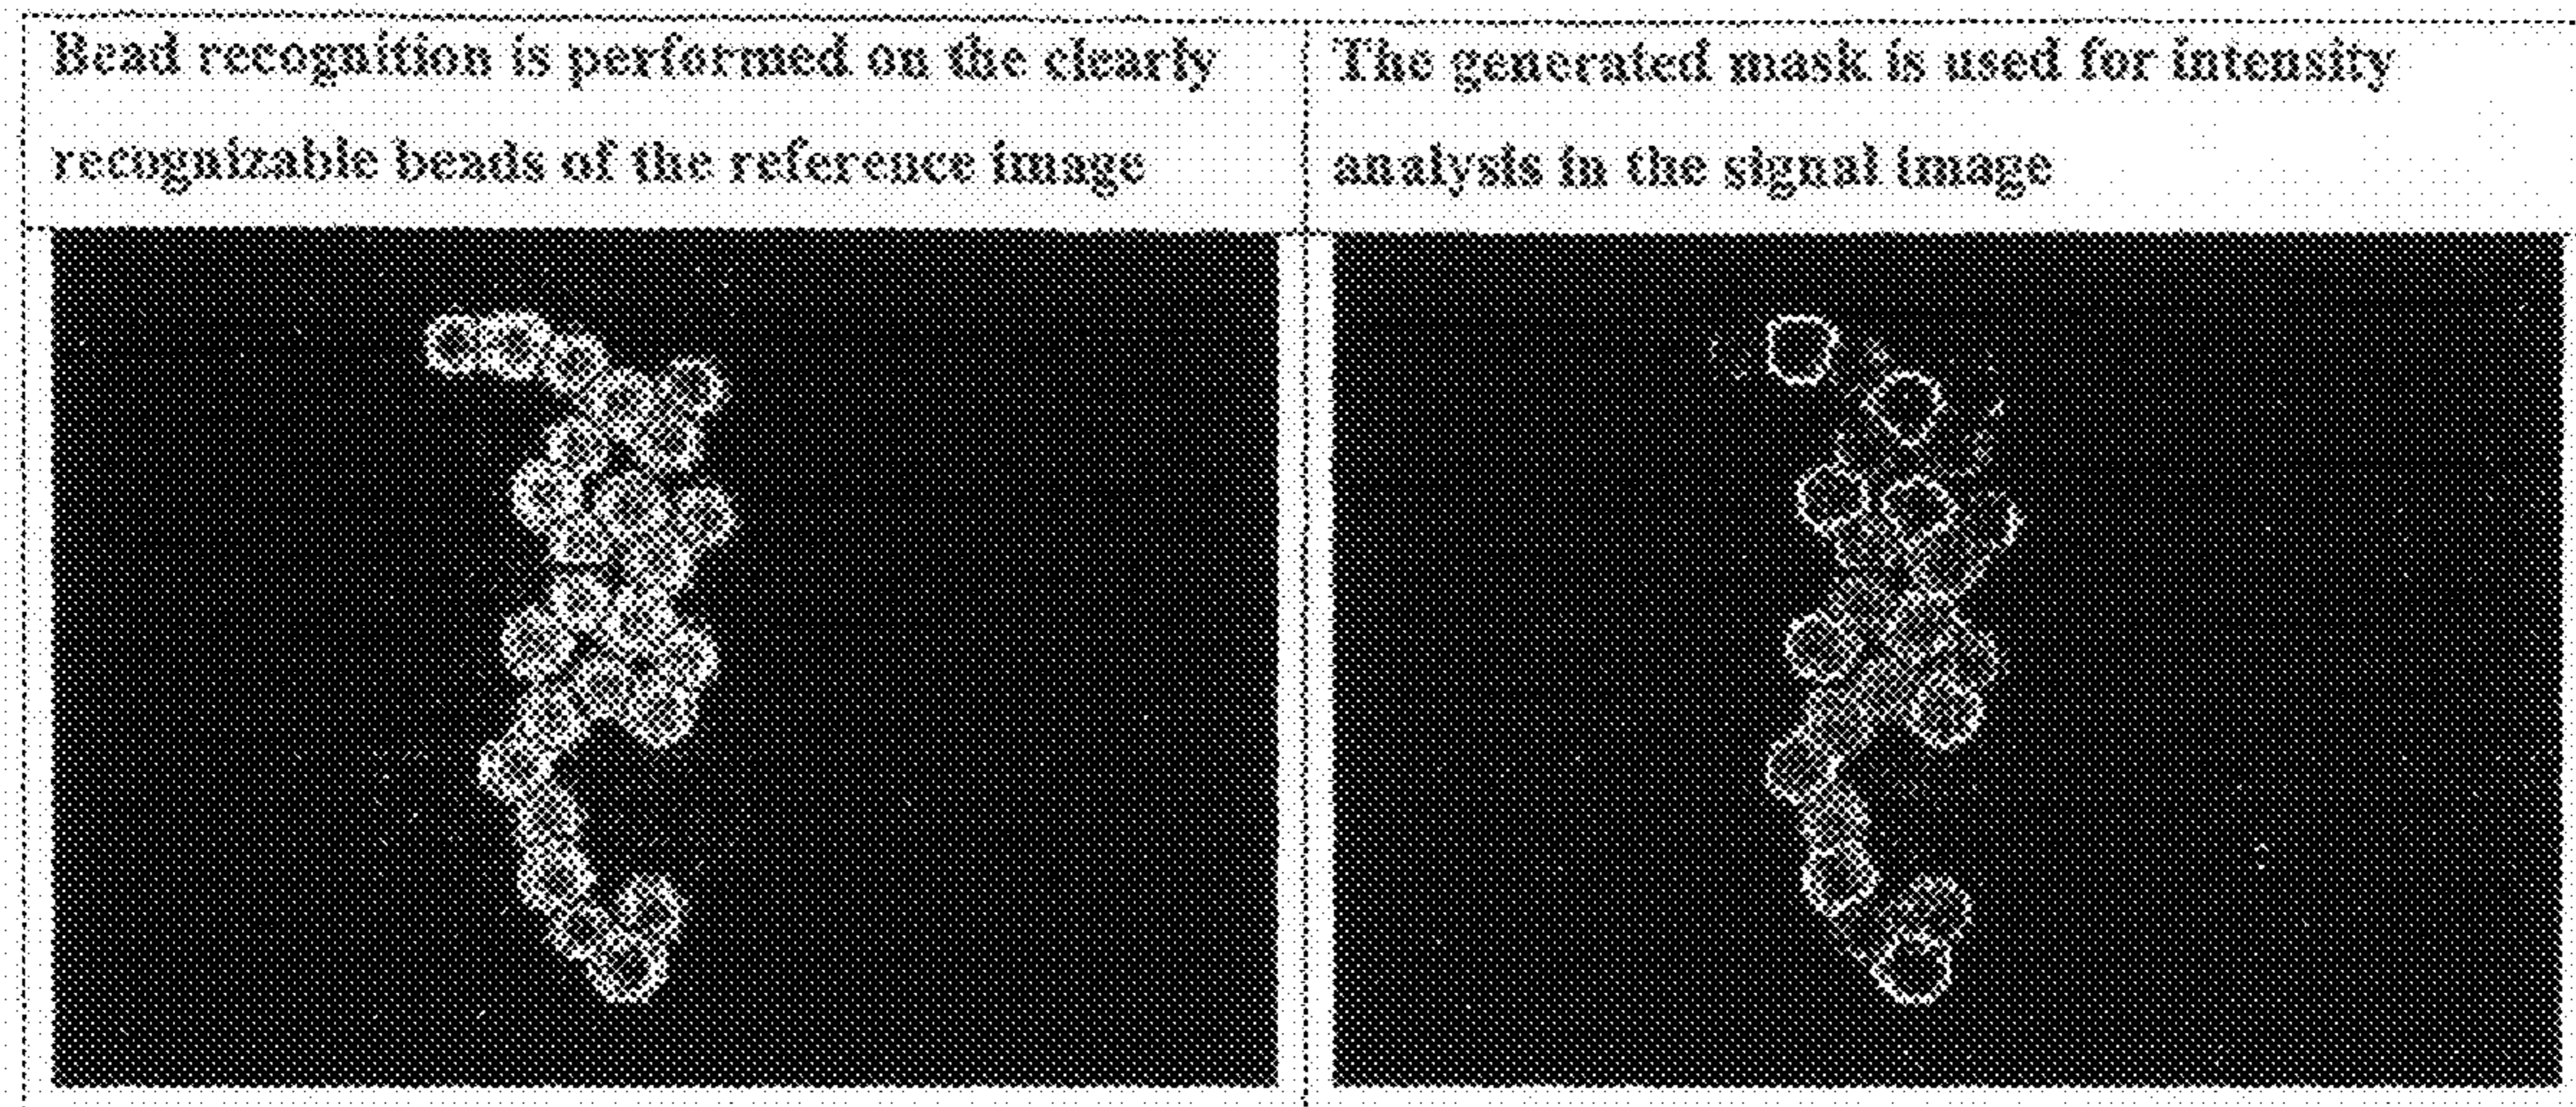 Bead recognition is performed on the clearly
recognizable beads of the reference image
The generated mask is used for intensity
analysis in the signal image